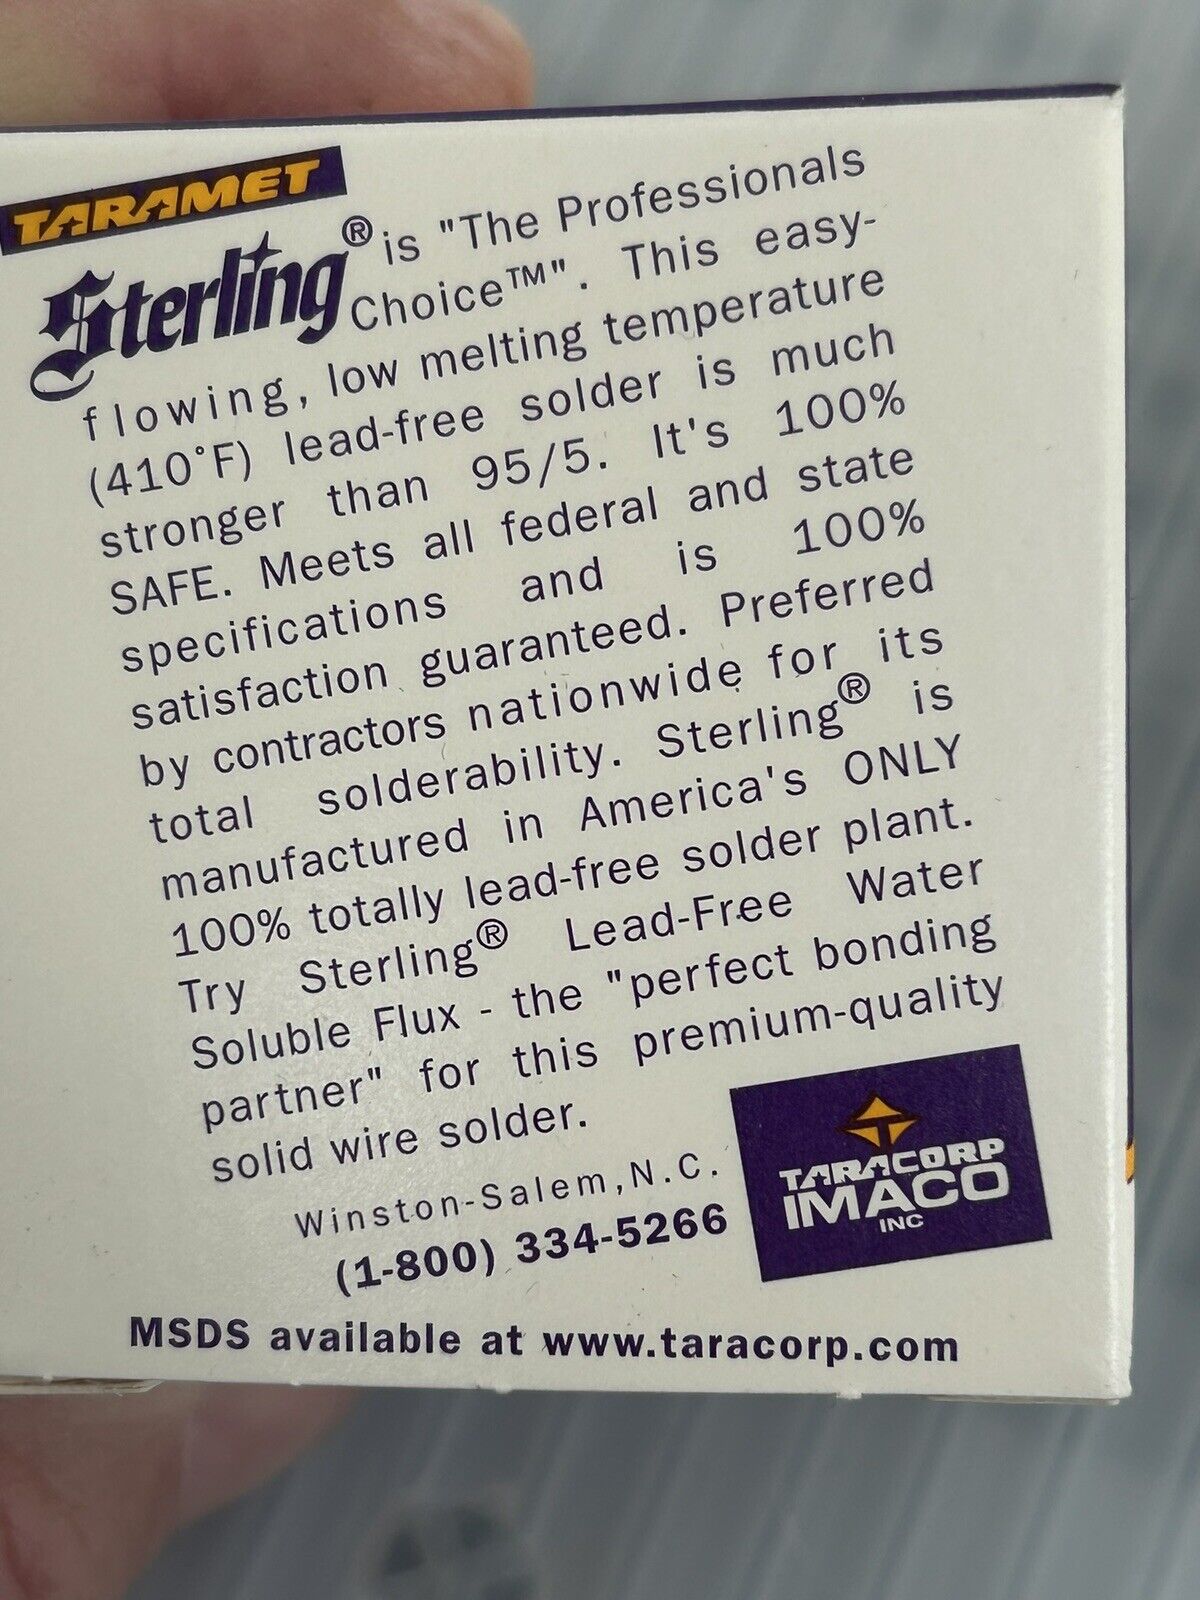 TARAMET
Sterling® is "The Professionals
Choice™". This easy-
flowing, low melting temperature
(410°F) lead-free solder is much
stronger than 95/5. It's 100%
SAFE. Meets all federal and state
specifications and is 100%
satisfaction guaranteed. Preferred
by contractors nationwide for its
total solderability. Sterling® is
manufactured in America's ONLY
100% totally lead-free solder plant.
Try Sterling® Lead-Free Water
Soluble Flux - the "perfect bonding
partner" for this premium-quality
solid wire solder.
Winston-Salem, N.C.
(1-800) 334-5266
TARACORP
IMACO
INC
MSDS available at www.taracorp.com